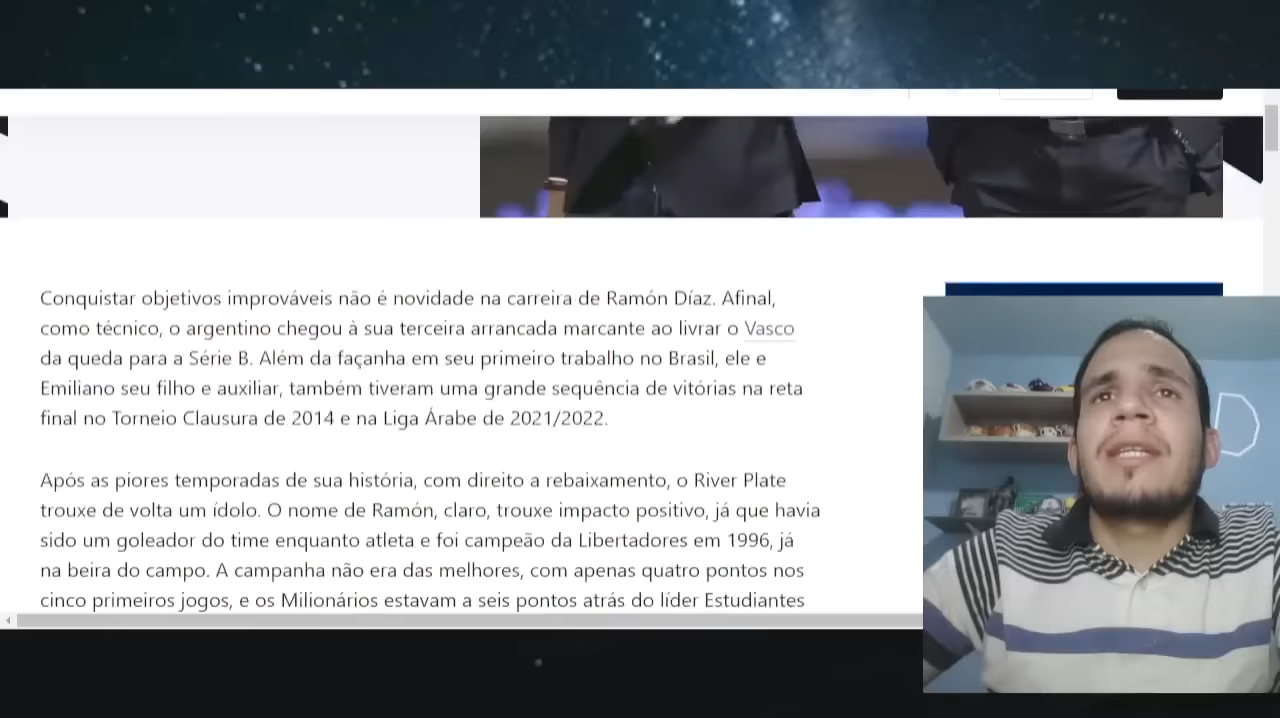 Conquistar objetivos improváveis não é novidade na carreira de Ramón Díaz. Afinal,
como técnico, o argentino chegou à sua terceira arrancada marcante ao livrar o Vasco
da queda para a Série B. Além da façanha em seu primeiro trabalho no Brasil, ele e
Emiliano seu filho e auxiliar, também tiveram uma grande sequência de vitórias na reta
final no Torneio Clausura de 2014 e na Liga Árabe de 2021/2022.
Após as piores temporadas de sua história, com direito a rebaixamento, o River Plate
trouxe de volta um ídolo. O nome de Ramón, claro, trouxe impacto positivo, já que havia
sido um goleador do time enquanto atleta e foi campeão da Libertadores em 1996, já
na beira do campo. A campanha não era das melhores, com apenas quatro pontos nos
cinco primeiros jogos, e os Milionários estavam a seis pontos atrás do líder Estudiantes
D